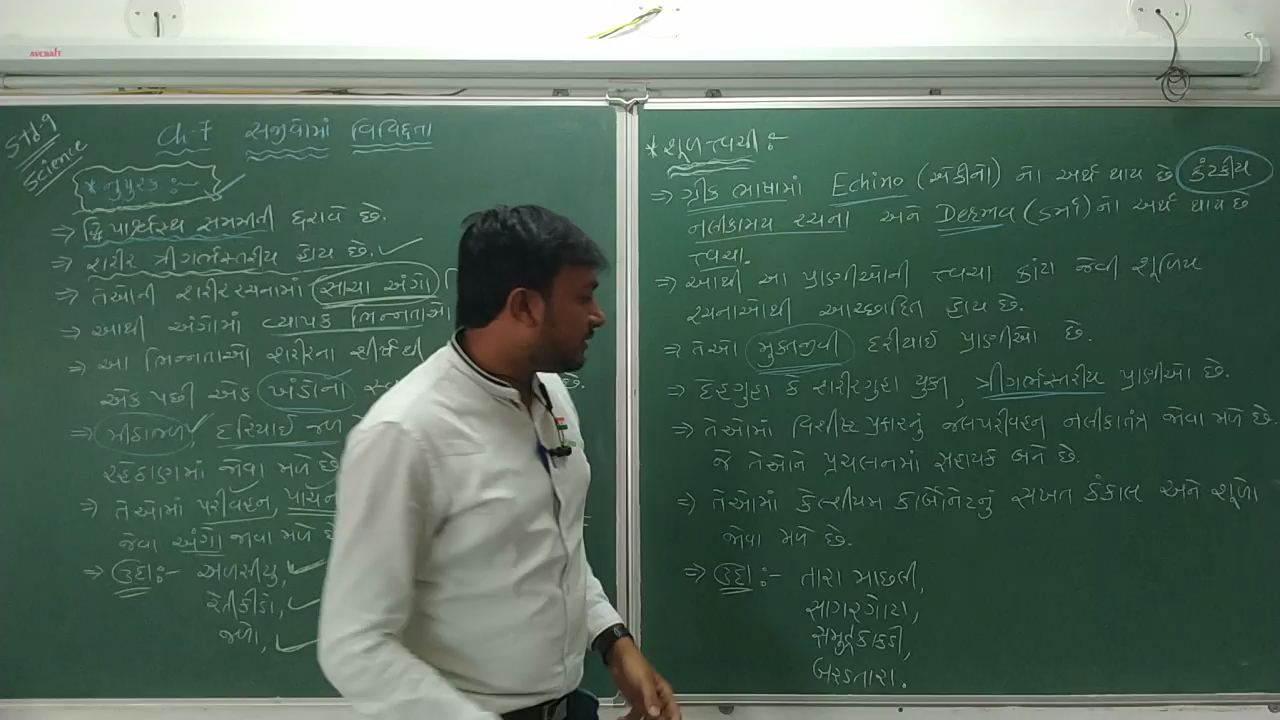 AVCRAFT
Std-9
Science
Ch-7 સજીવોમાં વિવિધતા
* નુપુરક :-
⇒ દ્વિપાર્શ્વસ્થ સમમીતી ધરાવે છે.
⇒ શરીર ત્રીગર્ભસ્તરીય હોય છે.
⇒ તેઓની શરીરરચનામાં સાચા અંગો
⇒ આથી અંગોમાં વ્યાપક ભિન્નતાઓ
⇒ આ ભિન્નતાઓ શરીરના શીર્ષથી
એક પછી એક ખંડોના છે.
⇒ મીઠાજળ, દરિયાઈ જળ
રહેઠાણમાં જોવા મળે છે
⇒ તેઓમાં પરીવહન, પાચન
જેવા અંગો જોવા મળે છે
⇒ ઉદા :- અળસીયુ,
રેતીકીડો,
જળો,
* શૂળત્વચી :-
⇒ ગ્રીક ભાષામાં Echino (એકીનો) નો અર્થ થાય છે કંટકીય
નલીકામય રચના અને Derma (ડર્મા) નો અર્થ થાય છે
ત્વચા.
⇒ આથી આ પ્રાણીઓની ત્વચા કાંટા જેવી શૂળિય
રચનાઓથી આચ્છાદિત હોય છે.
⇒ તેઓ મુક્તજીવી દરીયાઈ પ્રાણીઓ છે.
⇒ દેહગુહા કે શરીરગુહા યુક્ત, ત્રીગર્ભસ્તરીય પ્રાણીઓ છે.
⇒ તેઓમાં વિશીષ્ટ પ્રકારનું જલપરીવહન નલીકાતંત્ર જોવા મળે છે.
જે તેઓને પ્રચલનમાં સહાયક બને છે.
⇒ તેઓમાં કેલ્શીયમ કાર્બોનેટનું સખત કંકાલ અને શૂળો
જોવા મળે છે.
⇒ ઉદા :- તારા માછલી,
સાગરગોટા,
સમુદ્રકાકડી,
બરડતારા.